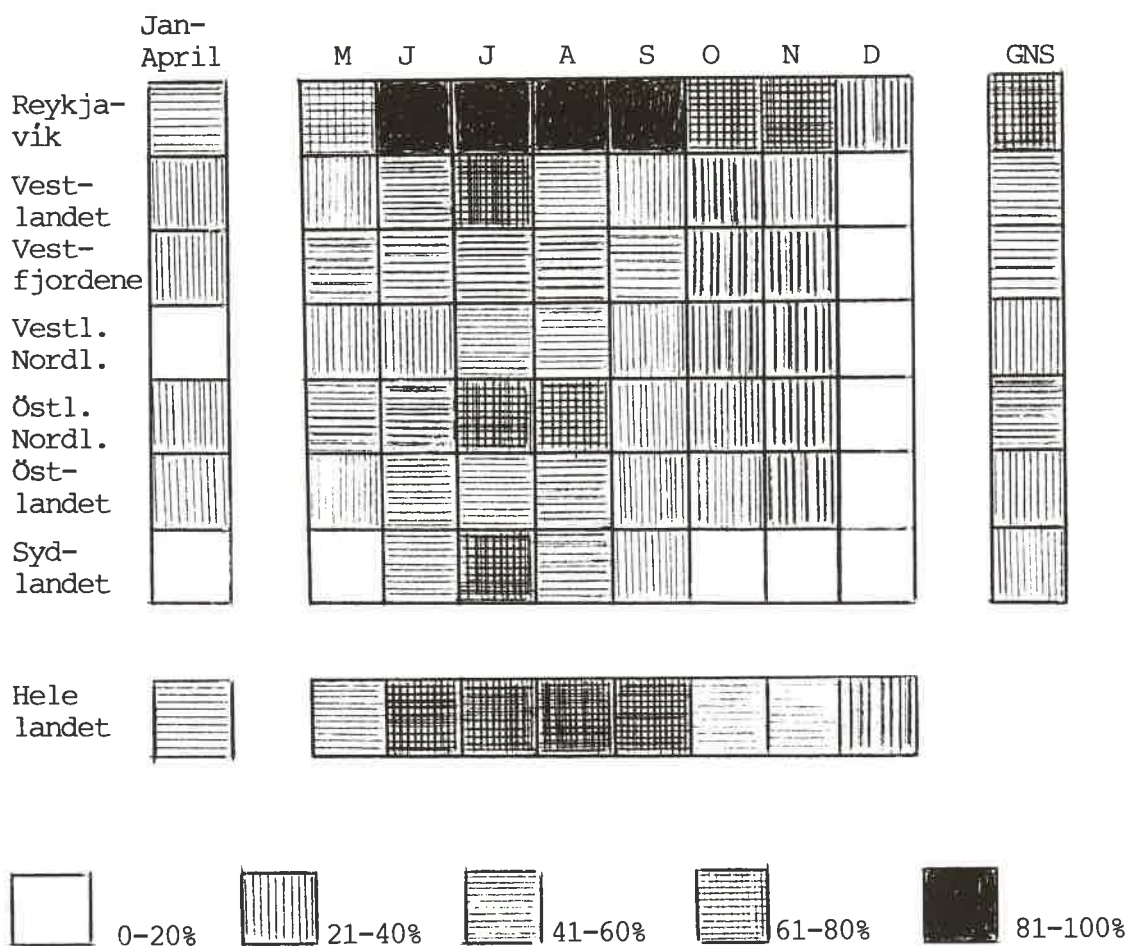 Jan-
April M J J A S O N D GNS
Reykja-
vík
Vest-
landet
Vest-
fjordene
Vestl.
Nordl.
Östl.
Nordl.
Öst-
landet
Syd-
landet
Hele
landet
0-20% 21-40% 41-60% 61-80% 81-100%